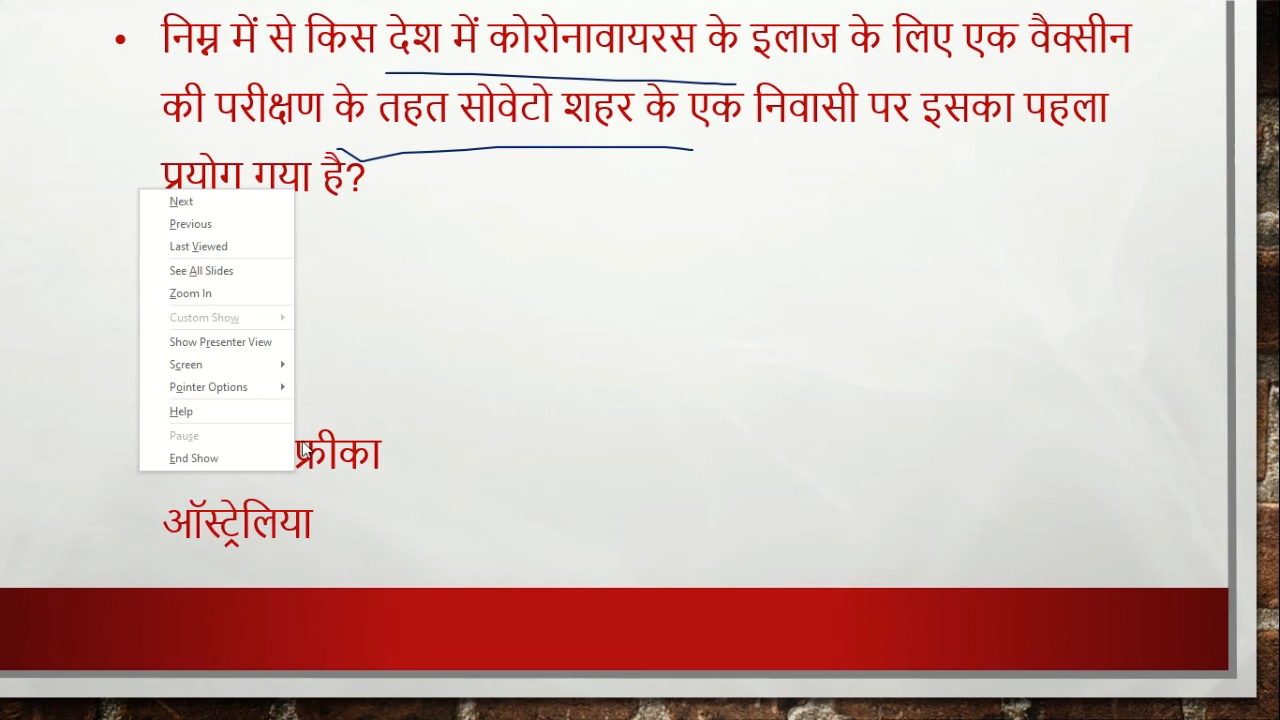 • निम्न में से किस देश में कोरोनावायरस के इलाज के लिए एक वैक्सीन
की परीक्षण के तहत सोवेटो शहर के एक निवासी पर इसका पहला
प्रयोग गया है?
Next
Previous
Last Viewed
See All Slides
Zoom In
Custom Show
Show Presenter View
Screen
Pointer Options
Help
Pause
End Show
फ्रीका
ऑस्ट्रेलिया